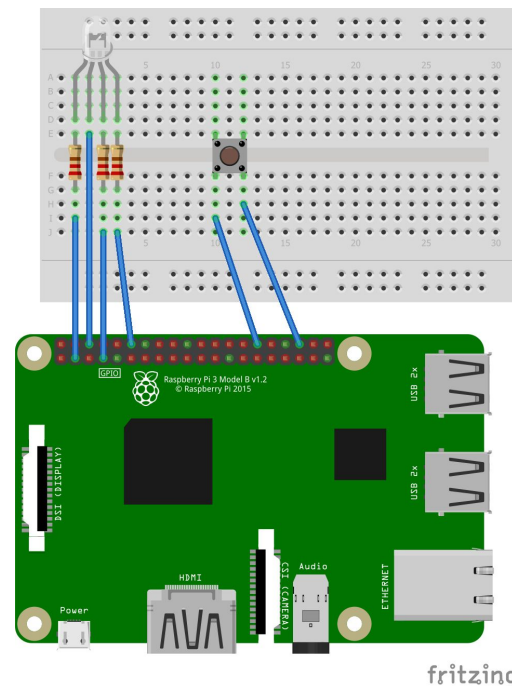 5 10 15 20 25 30
A
B
C
D
E
F
G
H
I
J
5 10 15 20 25 30
GPIO
Raspberry Pi 3 Model B v1.2
© Raspberry Pi 2015
USB 2x
DSI (DISPLAY)
USB 2x
HDMI
CSI (CAMERA)
Audio
ETHERNET
Power
fritzing